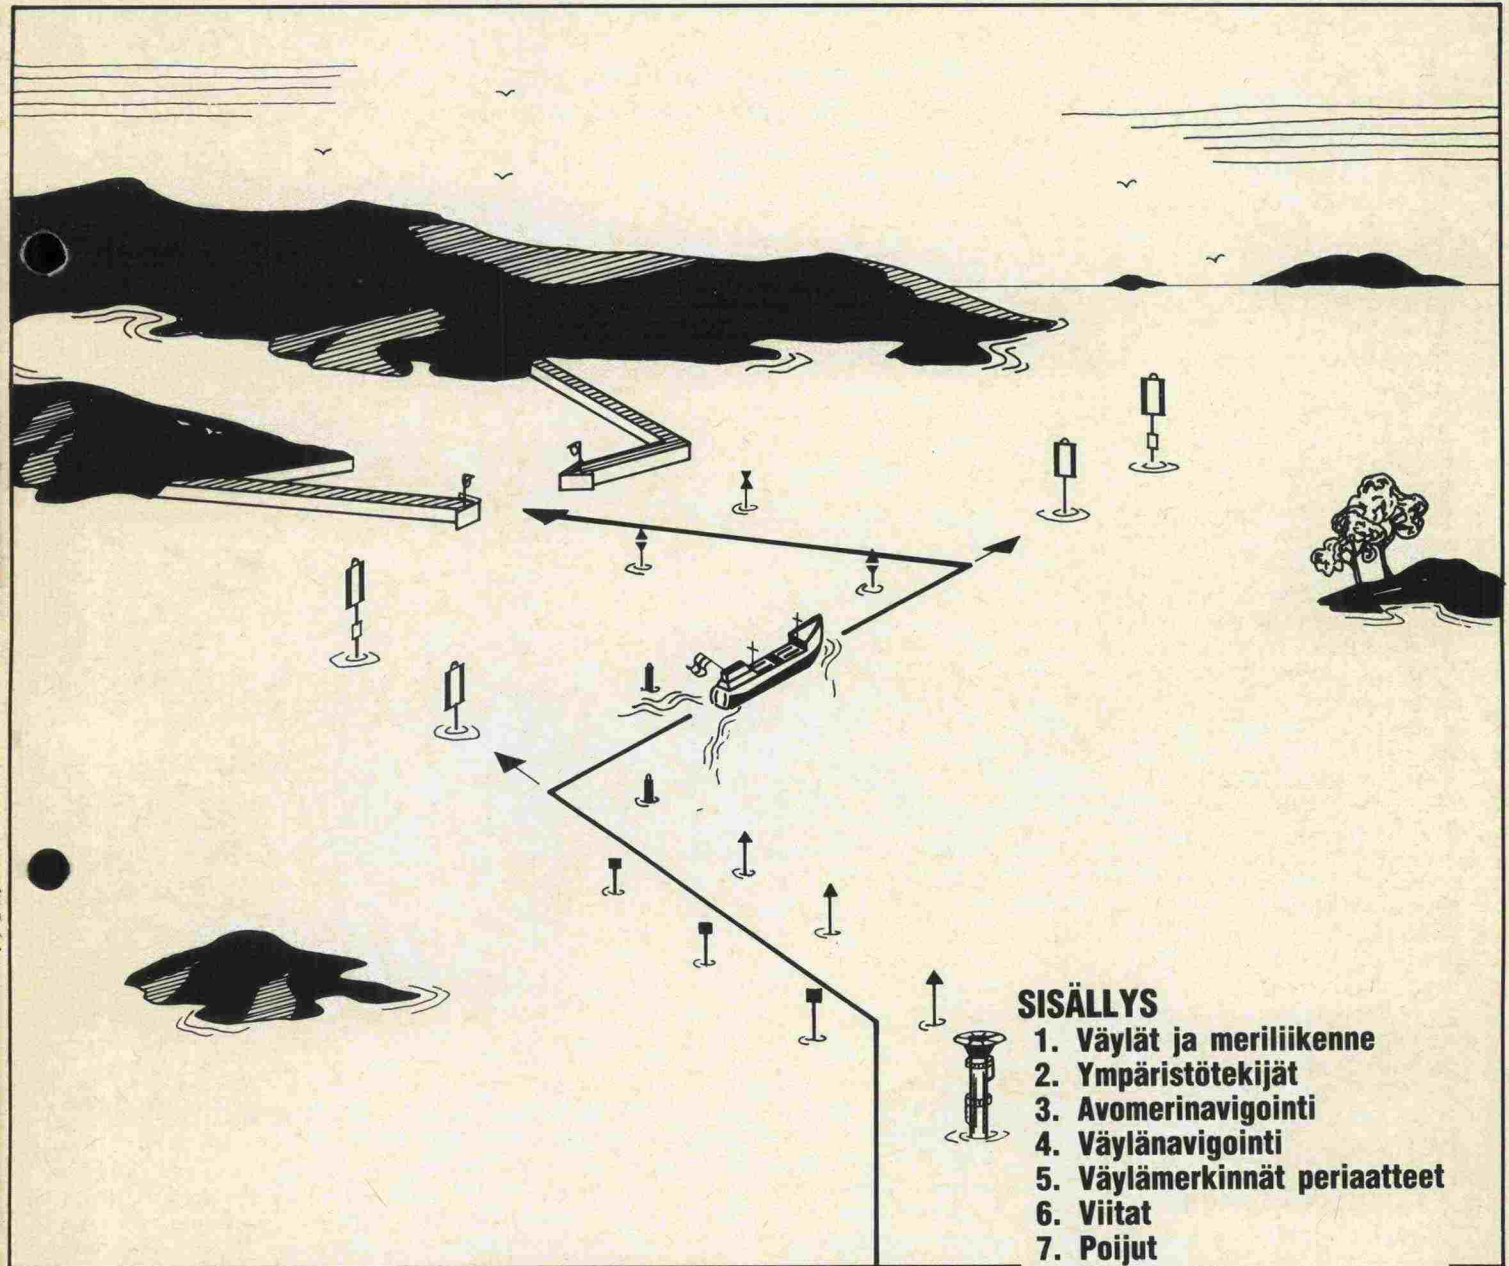 SISÄLLYS
1. Väylät ja meriliikenne
2. Ympäristötekijät
3. Avomerinavigointi
4. Väylänavigointi
5. Väylämerkinnät periaatteet
6. Viitat
7. Poijut